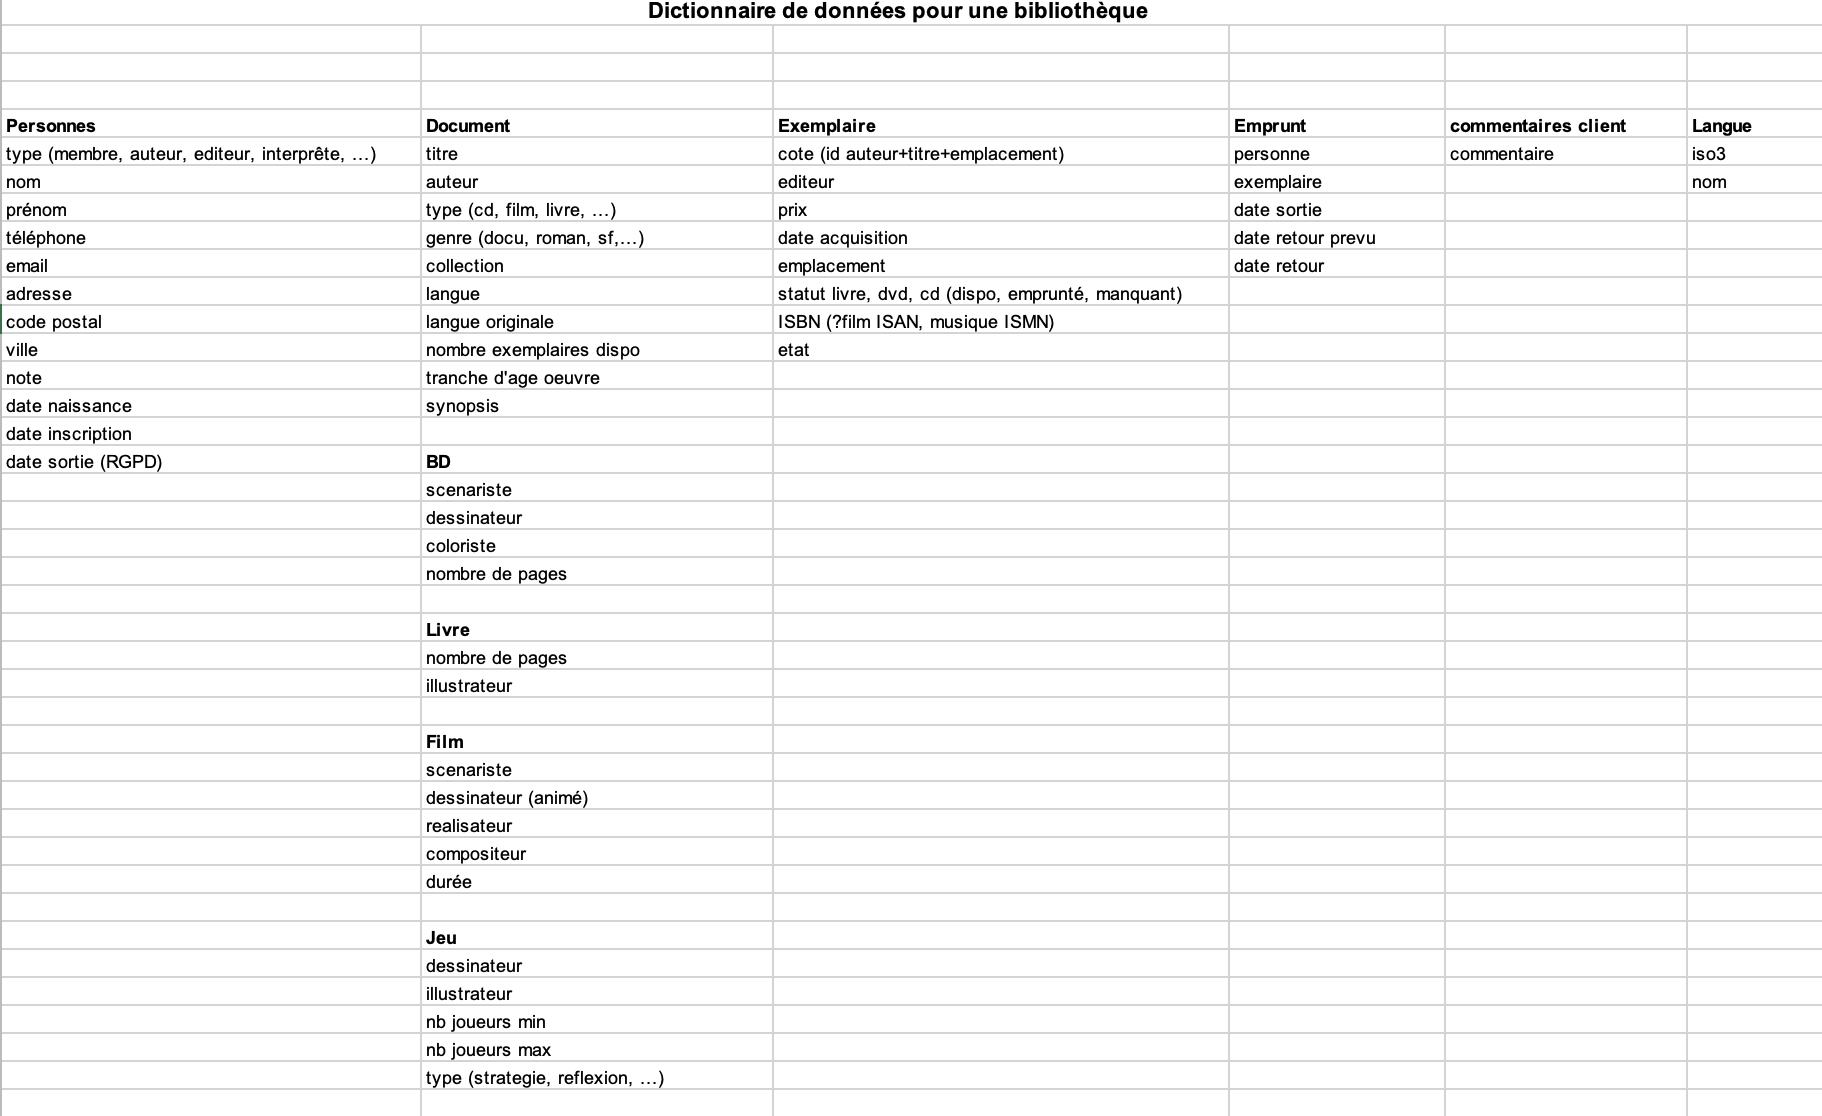 Dictionnaire de données pour une bibliothèque
Personnes Document Exemplaire Emprunt commentaires client Langue
type (membre, auteur, editeur, interprête, ...) titre cote (id auteur+titre+emplacement) personne commentaire iso3
nom auteur editeur exemplaire nom
prénom type (cd, film, livre, ...) prix date sortie
téléphone genre (docu, roman, sf,...) date acquisition date retour prevu
email collection emplacement date retour
adresse langue statut livre, dvd, cd (dispo, emprunté, manquant)
code postal langue originale ISBN (?film ISAN, musique ISMN)
ville nombre exemplaires dispo etat
note tranche d'age oeuvre
date naissance synopsis
date inscription
date sortie (RGPD) BD
scenariste
dessinateur
coloriste
nombre de pages
Livre
nombre de pages
illustrateur
Film
scenariste
dessinateur (animé)
realisateur
compositeur
durée
Jeu
dessinateur
illustrateur
nb joueurs min
nb joueurs max
type (strategie, reflexion, ...)